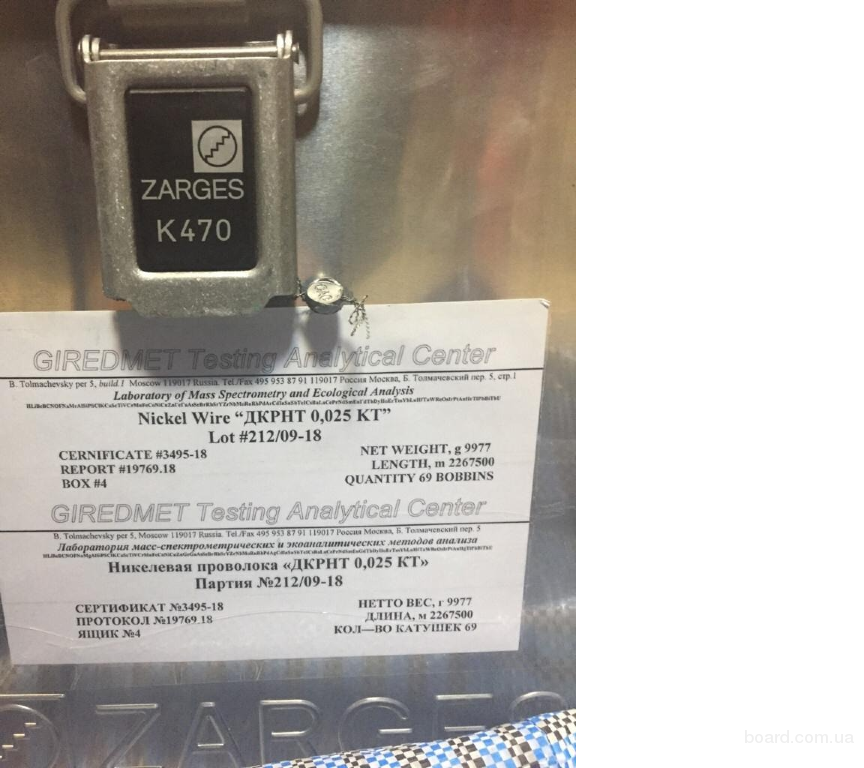 ZARGES
K470
GIREDMET Testing Analytical Center
B. Tolmachevsky per 5, build.1 Moscow 119017 Russia. Tel./Fax 495 953 87 91 119017 Россия Москва, Б. Толмачевский пер. 5, стр.1
Laboratory of Mass Spectrometry and Ecological Analysis
Nickel Wire “ДКРНТ 0,025 КТ”
Lot #212/09-18
CERNIFICATE #3495-18
NET WEIGHT, g 9977
REPORT #19769.18
LENGTH, m 2267500
BOX #4
QUANTITY 69 BOBBINS
GIREDMET Testing Analytical Center
B. Tolmachevsky per 5, Moscow 119017 Russia. Tel./Fax 495 953 87 91 119017 Россия Москва, Б. Толмачевский пер. 5
Лаборатория масс-спектрометрических и экоаналитических методов анализа
Никелевая проволока «ДКРНТ 0,025 КТ»
Партия №212/09-18
СЕРТИФИКАТ №3495-18
НЕТТО ВЕС, г 9977
ПРОТОКОЛ №19769.18
ДЛИНА, м 2267500
ЯЩИК №4
КОЛ—ВО КАТУШЕК 69
ZARGES
board.com.ua